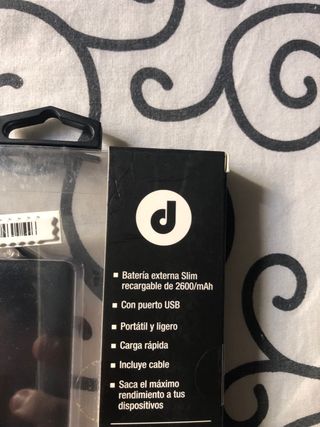 d
Batería externa Slim
recargable de 2600/mAh
Con puerto USB
Portátil y ligero
Carga rápida
Incluye cable
Saca el máximo
rendimiento a tus
dispositivos